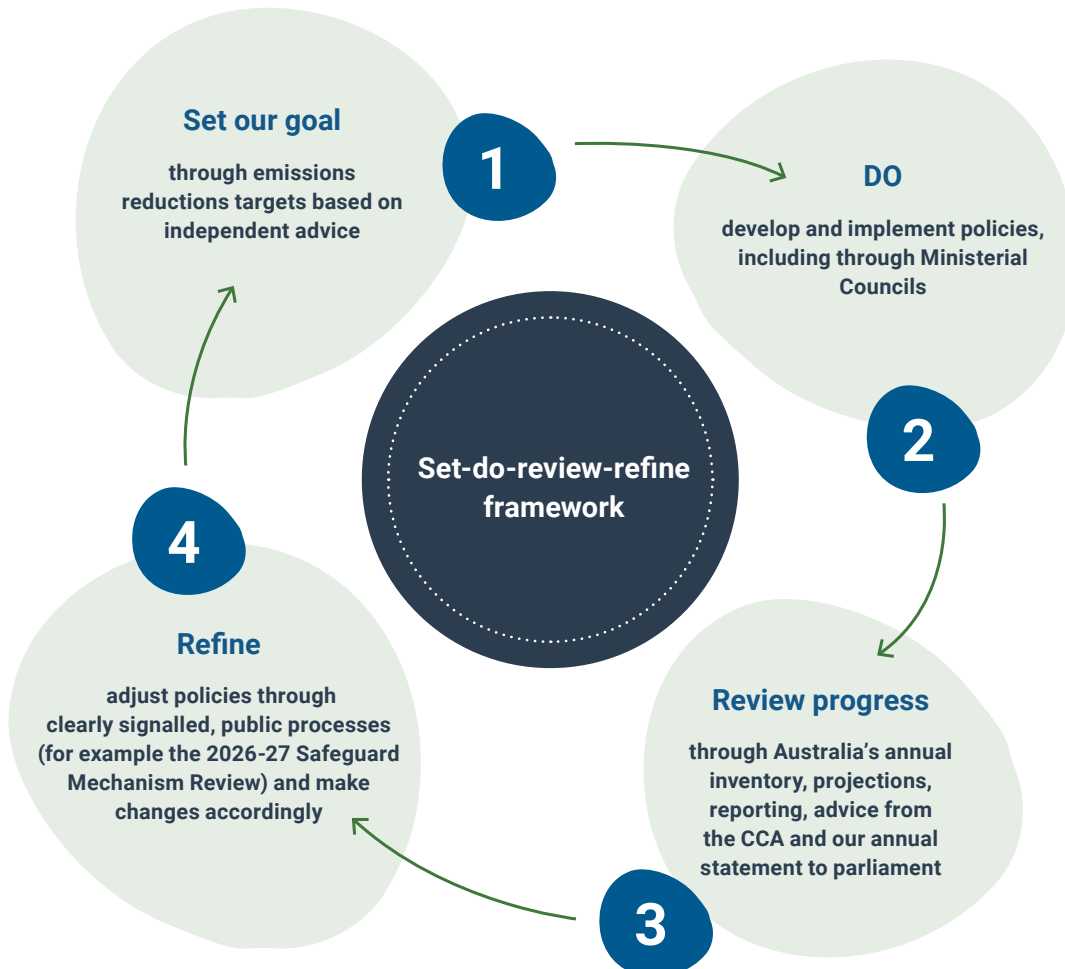 Set our goal
through emissions
reductions targets based on
independent advice
1
DO
develop and implement policies,
including through Ministerial
Councils
2
Set-do-review-refine
framework
Review progress
through Australia’s annual
inventory, projections,
reporting, advice from
the CCA and our annual
statement to parliament
3
4
Refine
adjust policies through
clearly signalled, public processes
(for example the 2026-27 Safeguard
Mechanism Review) and make
changes accordingly